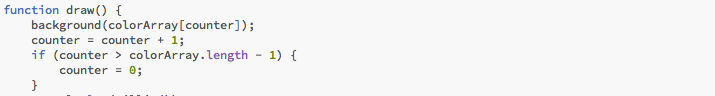 function draw() {
    background(colorArray[counter]);
    counter = counter + 1;
    if (counter > colorArray.length - 1) {
        counter = 0;
    }